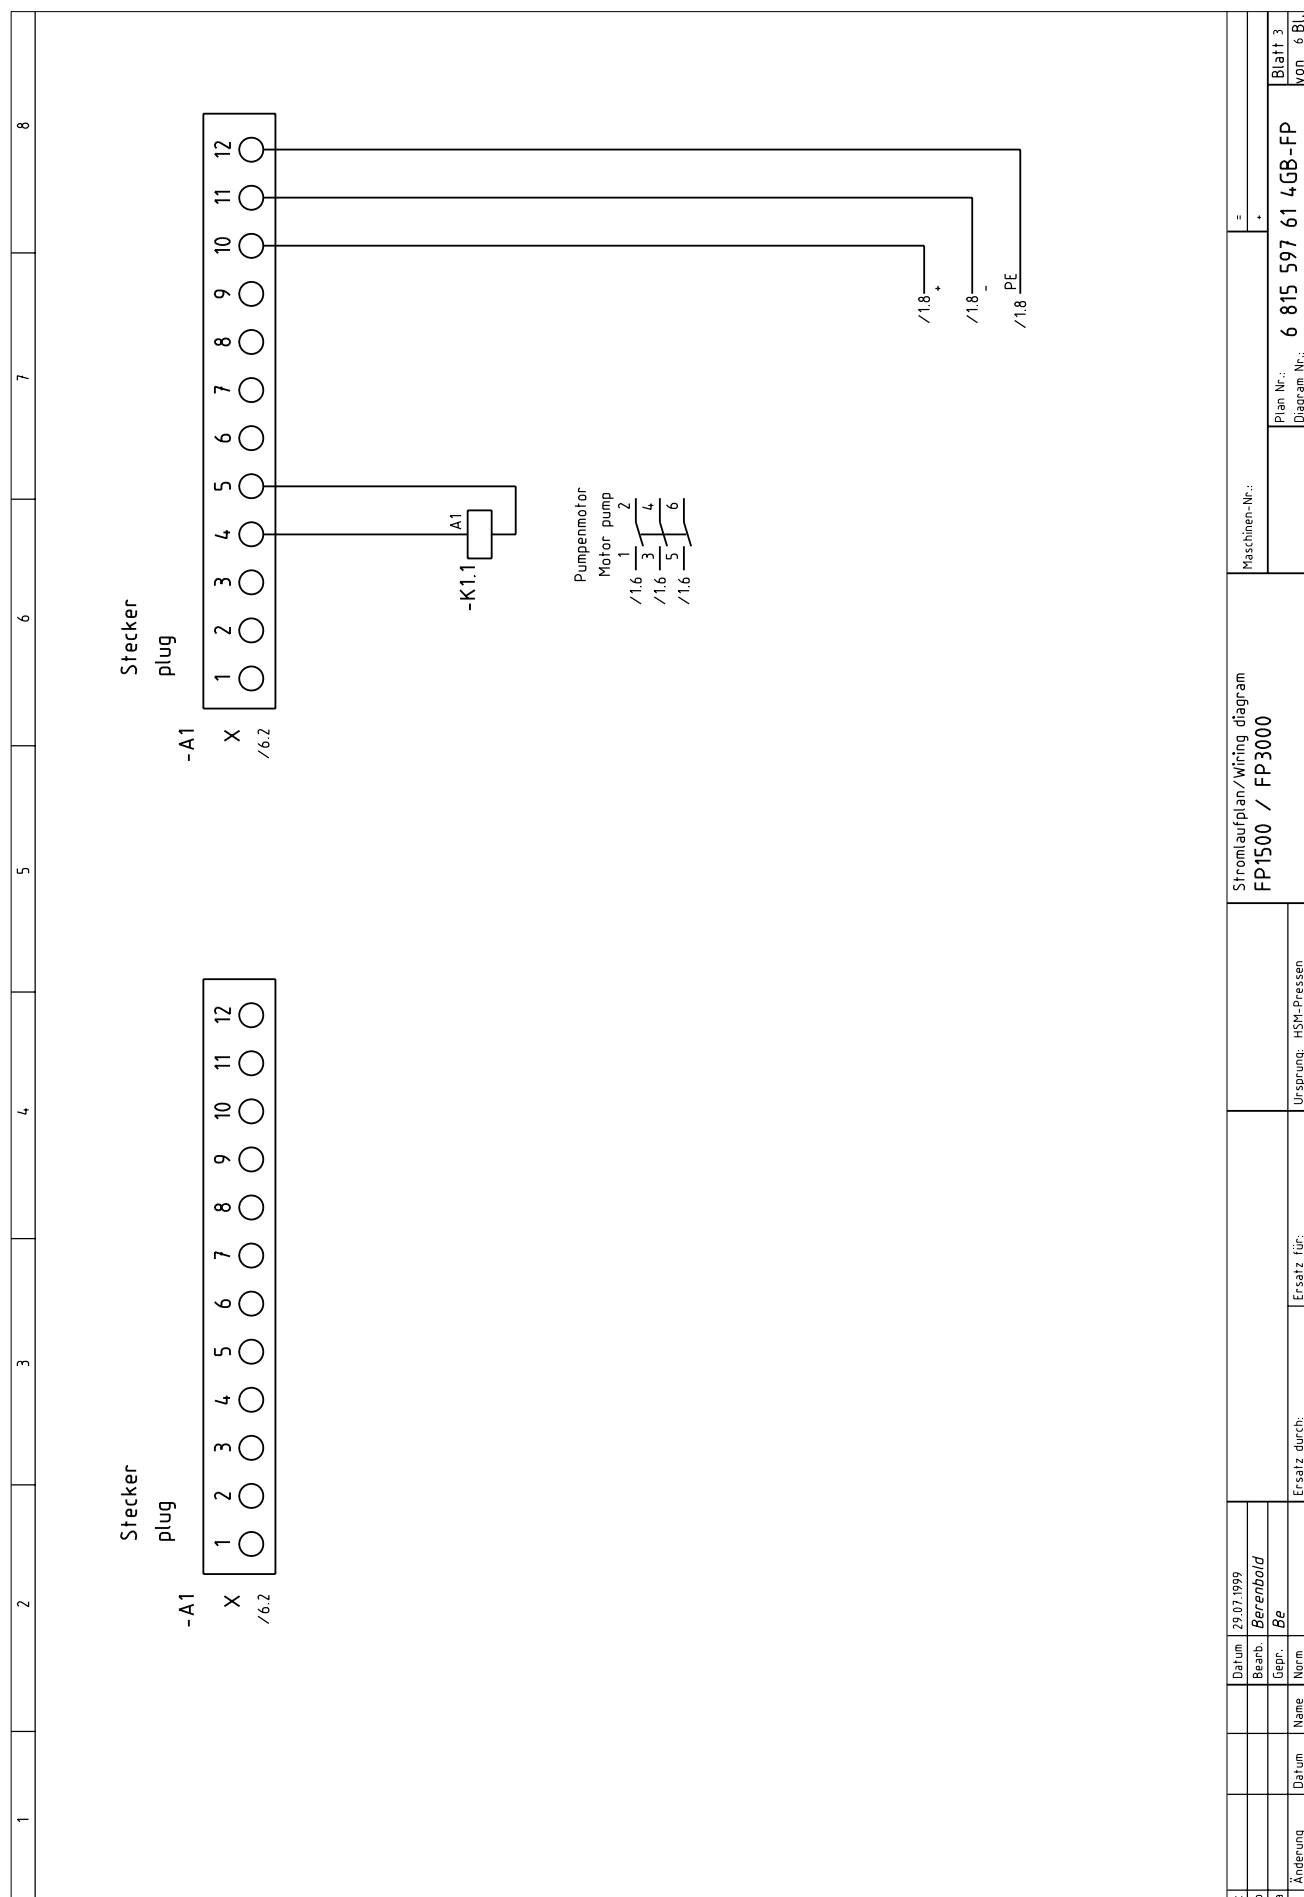 1
2
3
4
5
6
7
8
Stecker
plug
-A1
X
/6.2
1 2 3 4 5 6 7 8 9 10 11 12
Stecker
plug
-A1
X
/6.2
1 2 3 4 5 6 7 8 9 10 11 12
-K1.1
A1
Pumpenmotor
Motor pump
/1.6 1 2
/1.6 3 4
/1.6 5 6
/1.8 +
/1.8 -
/1.8 PE
Änderung Datum Name Norm
Datum 29.07.1999
Bearb. Berenbold
Gepr. Be
Ersatz durch:
Ersatz für:
Ursprung: HSM-Pressen
Stromlaufplan/Wiring diagram
FP1500 / FP3000
Maschinen-Nr.:
=
+
Plan Nr.:
Diagram Nr.:
6 815 597 61 4GB-FP
Blatt 3
von 6 Bl.